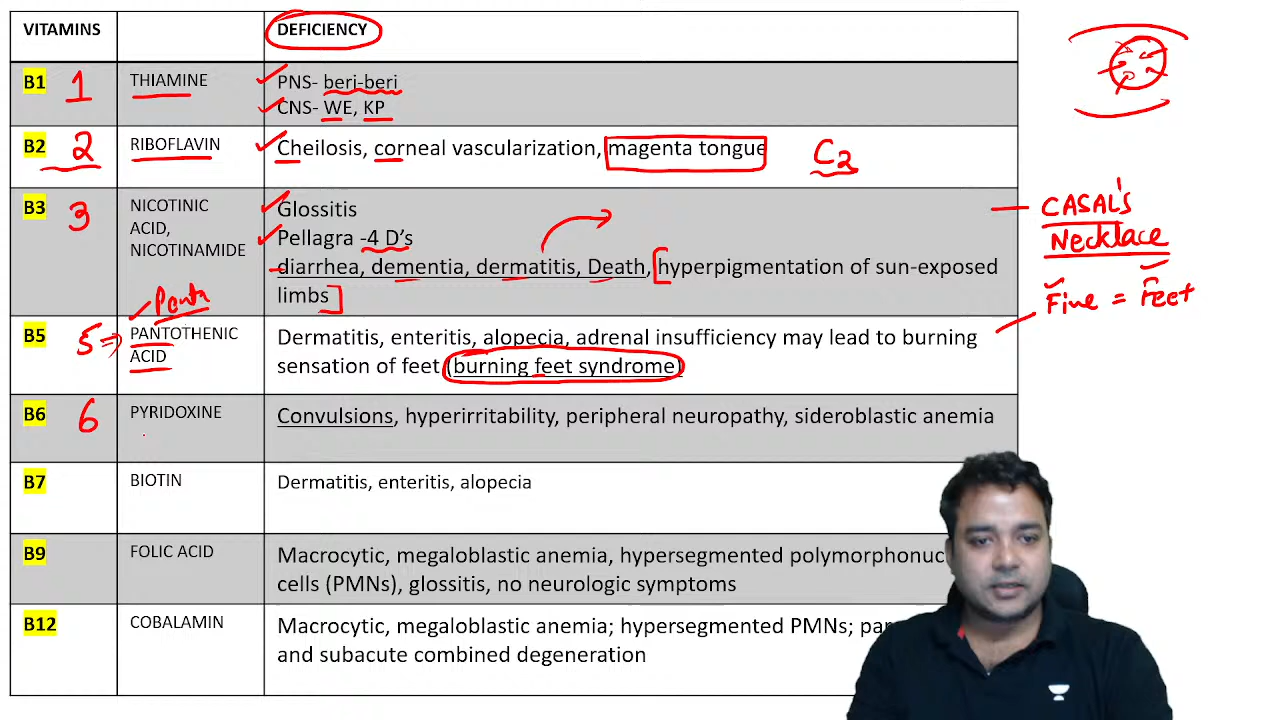 VITAMINS DEFICIENCY
B1 1 THIAMINE PNS- beri-beri
CNS- WE, KP
B2 2 RIBOFLAVIN Cheilosis, corneal vascularization, magenta tongue C2
B3 3 NICOTINIC Glossitis
ACID, Pellagra -4 D's
NICOTINAMIDE diarrhea, dementia, dermatitis, Death, [hyperpigmentation of sun-exposed
limbs]
CASAL's
Necklace
Penta
Five = Feet
B5 5 PANTOTHENIC Dermatitis, enteritis, alopecia, adrenal insufficiency may lead to burning
ACID sensation of feet (burning feet syndrome)
B6 6 PYRIDOXINE Convulsions, hyperirritability, peripheral neuropathy, sideroblastic anemia
B7 BIOTIN Dermatitis, enteritis, alopecia
B9 FOLIC ACID Macrocytic, megaloblastic anemia, hypersegmented polymorphonuc
cells (PMNs), glossitis, no neurologic symptoms
B12 COBALAMIN Macrocytic, megaloblastic anemia; hypersegmented PMNs;
and subacute combined degeneration